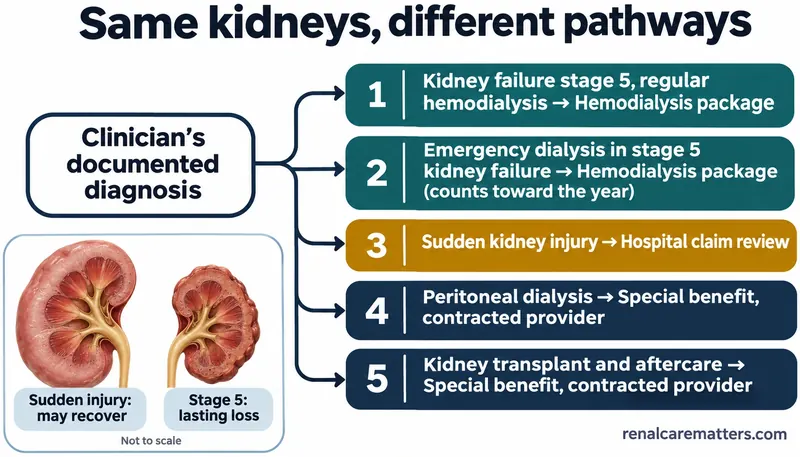 Same kidneys, different pathways
Clinician's
documented
diagnosis
1
Kidney failure stage 5, regular
hemodialysis → Hemodialysis package
2
Emergency dialysis in stage 5
kidney failure → Hemodialysis package
(counts toward the year)
3
Sudden kidney injury → Hospital claim review
4
Peritoneal dialysis → Special benefit,
contracted provider
5
Kidney transplant and aftercare →
Special benefit, contracted provider
Sudden injury:
may recover
Stage 5:
lasting loss
Not to scale
renalcarematters.com